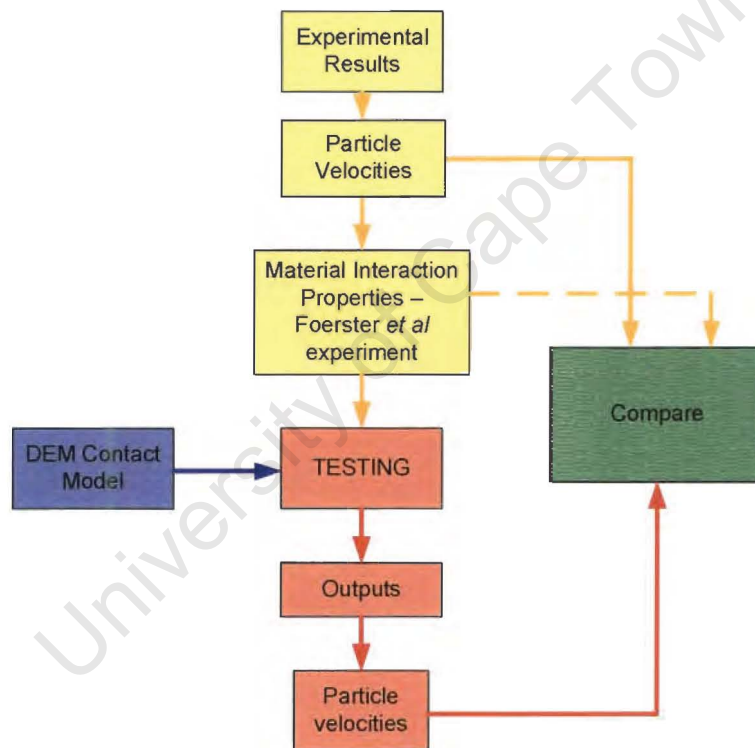 Experimental
Results
Particle
Velocities
Material Interaction
Properties –
Foerster et al
experiment
Compare
DEM Contact
Model
TESTING
Outputs
Particle
velocities
University of Cape Town